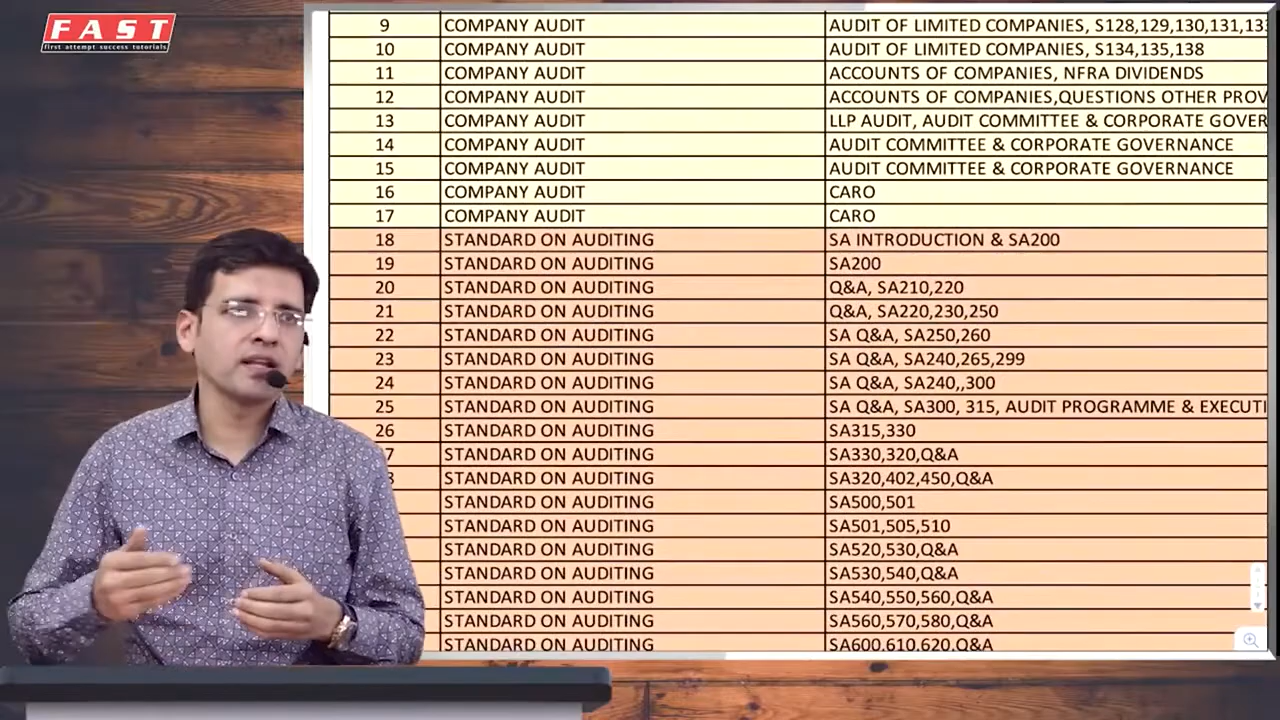 FAST
first attempt success tutorials
9 COMPANY AUDIT AUDIT OF LIMITED COMPANIES, S128,129,130,131,13
10 COMPANY AUDIT AUDIT OF LIMITED COMPANIES, S134,135,138
11 COMPANY AUDIT ACCOUNTS OF COMPANIES, NFRA DIVIDENDS
12 COMPANY AUDIT ACCOUNTS OF COMPANIES,QUESTIONS OTHER PROV
13 COMPANY AUDIT LLP AUDIT, AUDIT COMMITTEE & CORPORATE GOVER
14 COMPANY AUDIT AUDIT COMMITTEE & CORPORATE GOVERNANCE
15 COMPANY AUDIT AUDIT COMMITTEE & CORPORATE GOVERNANCE
16 COMPANY AUDIT CARO
17 COMPANY AUDIT CARO
18 STANDARD ON AUDITING SA INTRODUCTION & SA200
19 STANDARD ON AUDITING SA200
20 STANDARD ON AUDITING Q&A, SA210,220
21 STANDARD ON AUDITING Q&A, SA220,230,250
22 STANDARD ON AUDITING SA Q&A, SA250,260
23 STANDARD ON AUDITING SA Q&A, SA240,265,299
24 STANDARD ON AUDITING SA Q&A, SA240,,300
25 STANDARD ON AUDITING SA Q&A, SA300, 315, AUDIT PROGRAMME & EXECUTI
26 STANDARD ON AUDITING SA315,330
7 STANDARD ON AUDITING SA330,320,Q&A
STANDARD ON AUDITING SA320,402,450,Q&A
STANDARD ON AUDITING SA500,501
STANDARD ON AUDITING SA501,505,510
STANDARD ON AUDITING SA520,530,Q&A
STANDARD ON AUDITING SA530,540,Q&A
STANDARD ON AUDITING SA540,550,560,Q&A
STANDARD ON AUDITING SA560,570,580,Q&A
STANDARD ON AUDITING SA600,610,620,Q&A